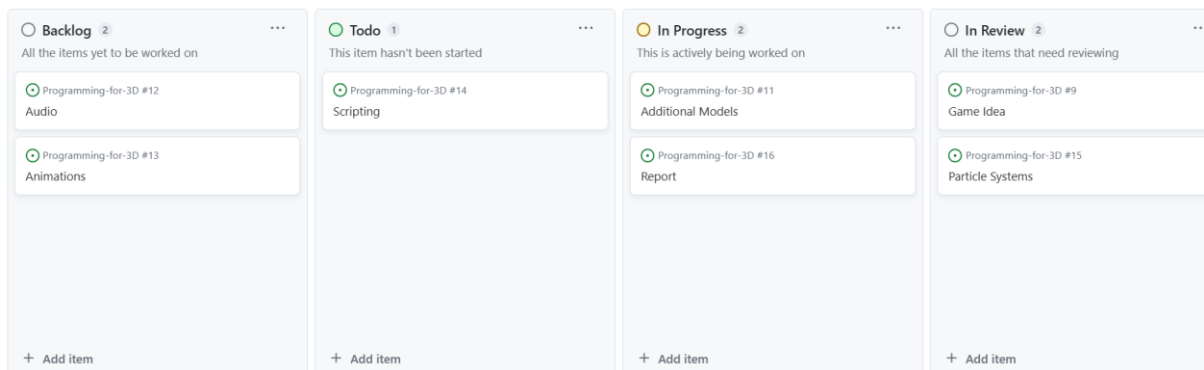 Backlog 2
All the items yet to be worked on
Programming-for-3D #12
Audio
Programming-for-3D #13
Animations
+ Add item
Todo 1
This item hasn't been started
Programming-for-3D #14
Scripting
+ Add item
In Progress 2
This is actively being worked on
Programming-for-3D #11
Additional Models
Programming-for-3D #16
Report
+ Add item
In Review 2
All the items that need reviewing
Programming-for-3D #9
Game Idea
Programming-for-3D #15
Particle Systems
+ Add item